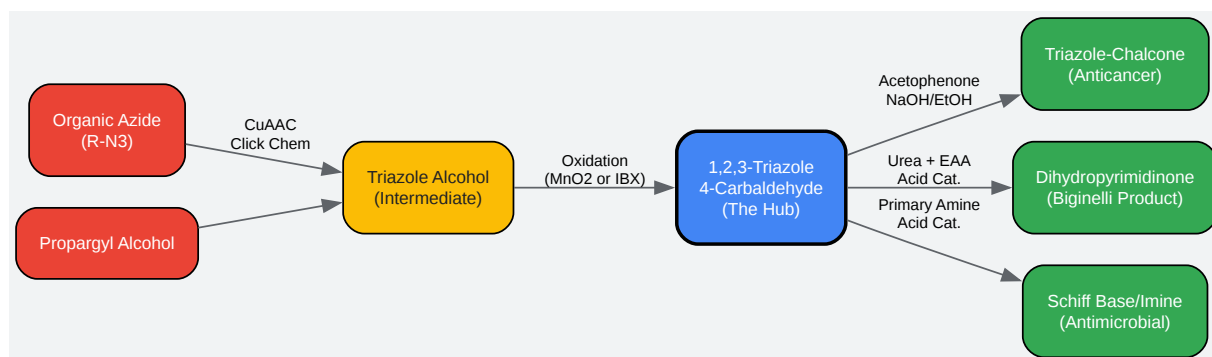 Organic Azide
(R-N3)
Propargyl Alcohol
CuAAC
Click Chem
Triazole Alcohol
(Intermediate)
Oxidation
(MnO2 or IBX)
1,2,3-Triazole
4-Carbaldehyde
(The Hub)
Acetophenone
NaOH/EtOH
Urea + EAA
Acid Cat.
Primary Amine
Acid Cat.
Triazole-Chalcone
(Anticancer)
Dihydropyrimidinone
(Biginelli Product)
Schiff Base/Imine
(Antimicrobial)